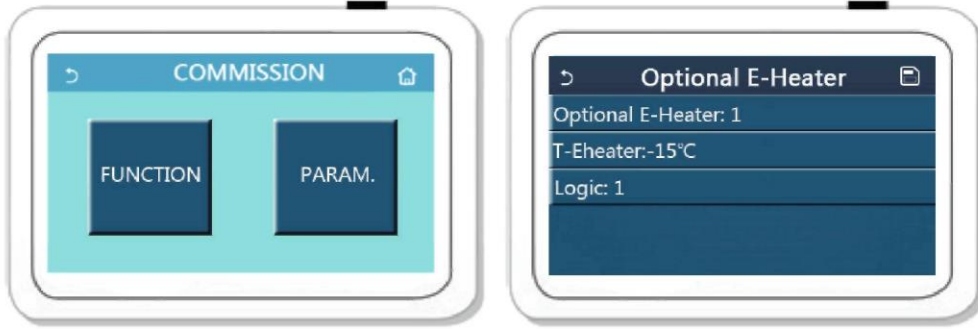 COMMISSION
FUNCTION
PARAM.
Optional E-Heater
Optional E-Heater: 1
T-Eheater:-15℃
Logic: 1